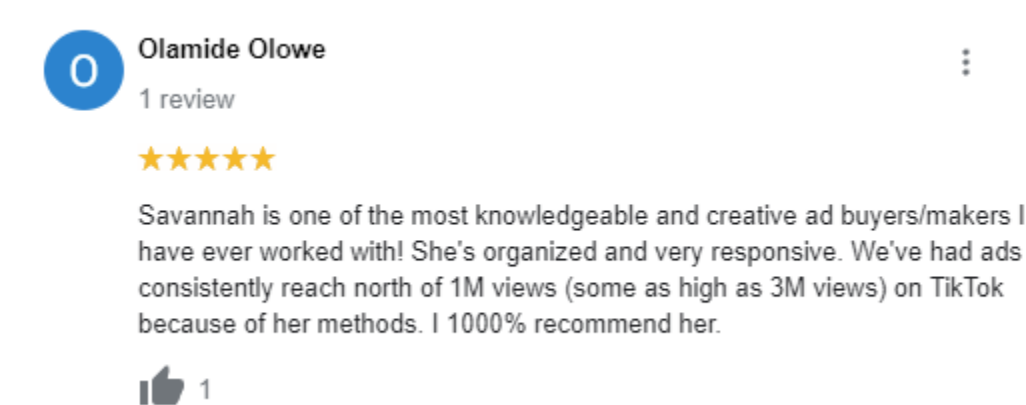 O
Olamide Olowe
1 review
Savannah is one of the most knowledgeable and creative ad buyers/makers I
have ever worked with! She's organized and very responsive. We've had ads
consistently reach north of 1M views (some as high as 3M views) on TikTok
because of her methods. I 1000% recommend her.
1